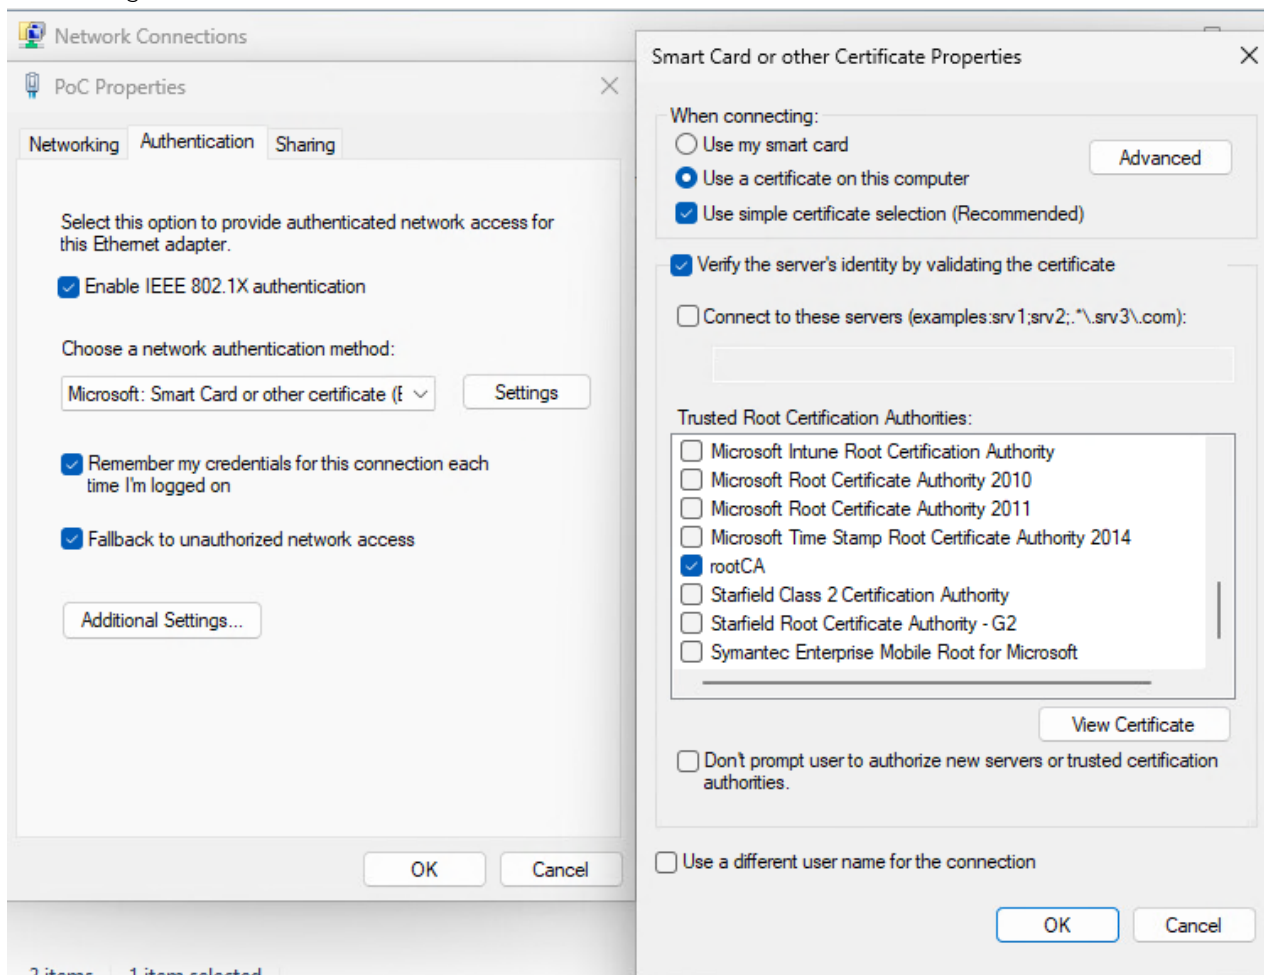 Network Connections
PoC Properties
Networking
Authentication
Sharing
Select this option to provide authenticated network access for
this Ethernet adapter.
Enable IEEE 802.1X authentication
Choose a network authentication method:
Microsoft: Smart Card or other certificate (E
Settings
Remember my credentials for this connection each
time I'm logged on
Fallback to unauthorized network access
Additional Settings...
OK
Cancel
2 items
1 item selected
Smart Card or other Certificate Properties
When connecting:
Use my smart card
Advanced
Use a certificate on this computer
Use simple certificate selection (Recommended)
Verify the server's identity by validating the certificate
Connect to these servers (examples:srv1;srv2;.*\.srv3\.com):
Trusted Root Certification Authorities:
Microsoft Intune Root Certification Authority
Microsoft Root Certificate Authority 2010
Microsoft Root Certificate Authority 2011
Microsoft Time Stamp Root Certificate Authority 2014
rootCA
Starfield Class 2 Certification Authority
Starfield Root Certificate Authority - G2
Symantec Enterprise Mobile Root for Microsoft
View Certificate
Don't prompt user to authorize new servers or trusted certification
authorities.
Use a different user name for the connection
OK
Cancel